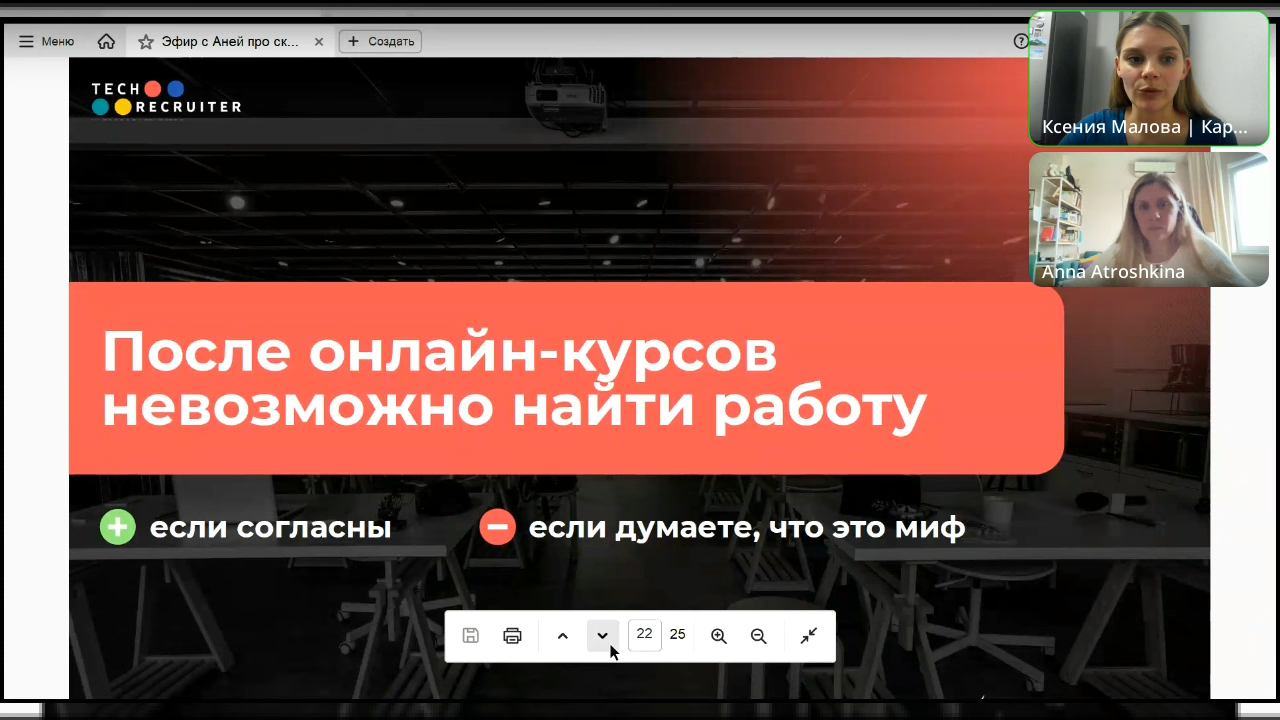 Меню
Эфир с Аней про ск...
Создать
TECH
RECRUITER
Ксения Малова | Кар...
Anna Atroshkina
После онлайн-курсов
невозможно найти работу
если согласны
если думаете, что это миф
22 25